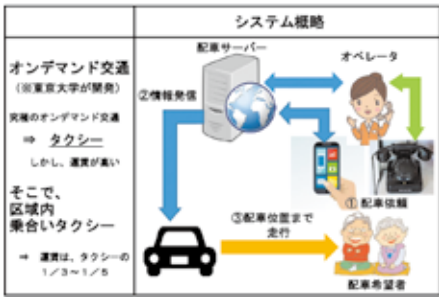 システム概略
オンデマンド交通
(※東京大学が開発)
究極のオンデマンド交通
⇒ タクシー
しかし、運賃が高い
そこで、
区域内
乗合いタクシー
⇒ 運賃は、タクシーの
1/3~1/5
配車サーバー
オペレータ
②情報発信
① 配車依頼
③配車位置まで
走行
配車希望者